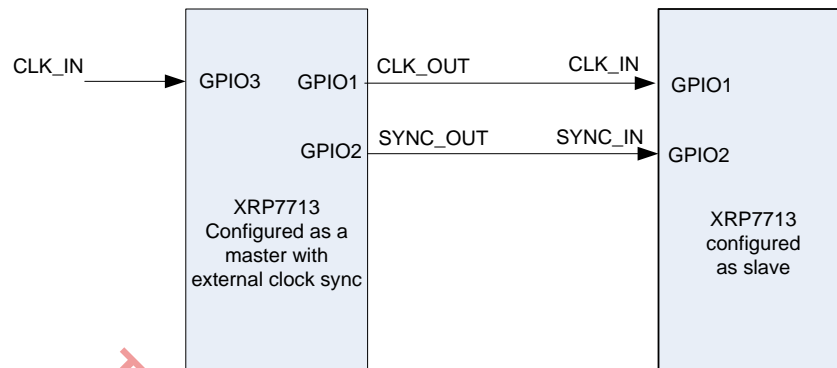 CLK_IN
GPIO3
GPIO1
CLK_OUT
CLK_IN
GPIO1
GPIO2
SYNC_OUT
SYNC_IN
GPIO2
XRP7713
Configured as a
master with
external clock sync
XRP7713
configured
as slave